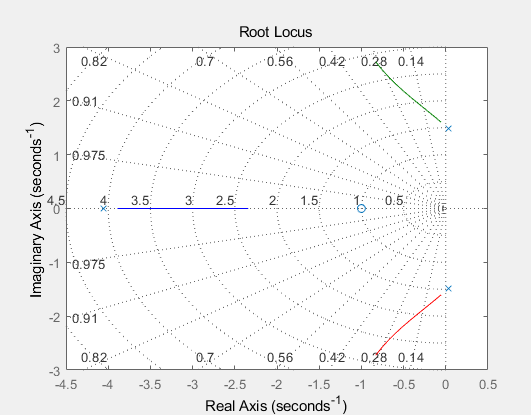 Root Locus
3
0.82 0.7 0.56 0.42 0.28 0.14
2
0.91
1
0.975
4.5 4 3.5 3 2.5 2 1.5 1 0.5
0
0.975
-1
0.91
-2
0.82 0.7 0.56 0.42 0.28 0.14
-3
-4.5 -4 -3.5 -3 -2.5 -2 -1.5 -1 -0.5 0 0.5
Real Axis (seconds⁻¹)
Imaginary Axis (seconds⁻¹)